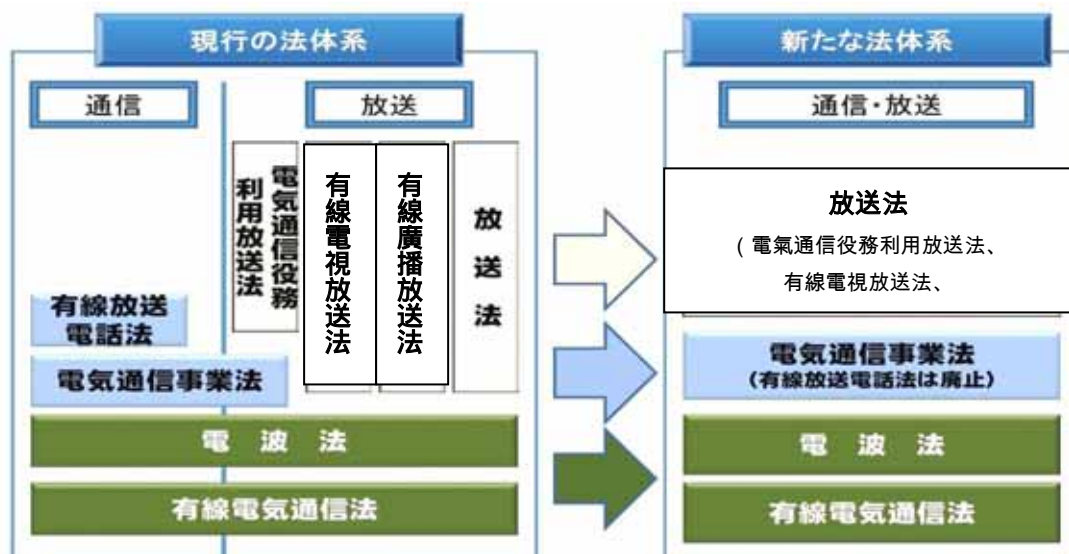 現行の法体系
通信
放送
電気通信役務
利用放送法
有線電視放送法
有線廣播放送法
放送法
有線放送
電話法
電気通信事業法
電波法
有線電気通信法
新たな法体系
通信・放送
放送法
(電氣通信役務利用放送法、
有線電視放送法、
電気通信事業法
(有線放送電話法は廃止)
電波法
有線電気通信法